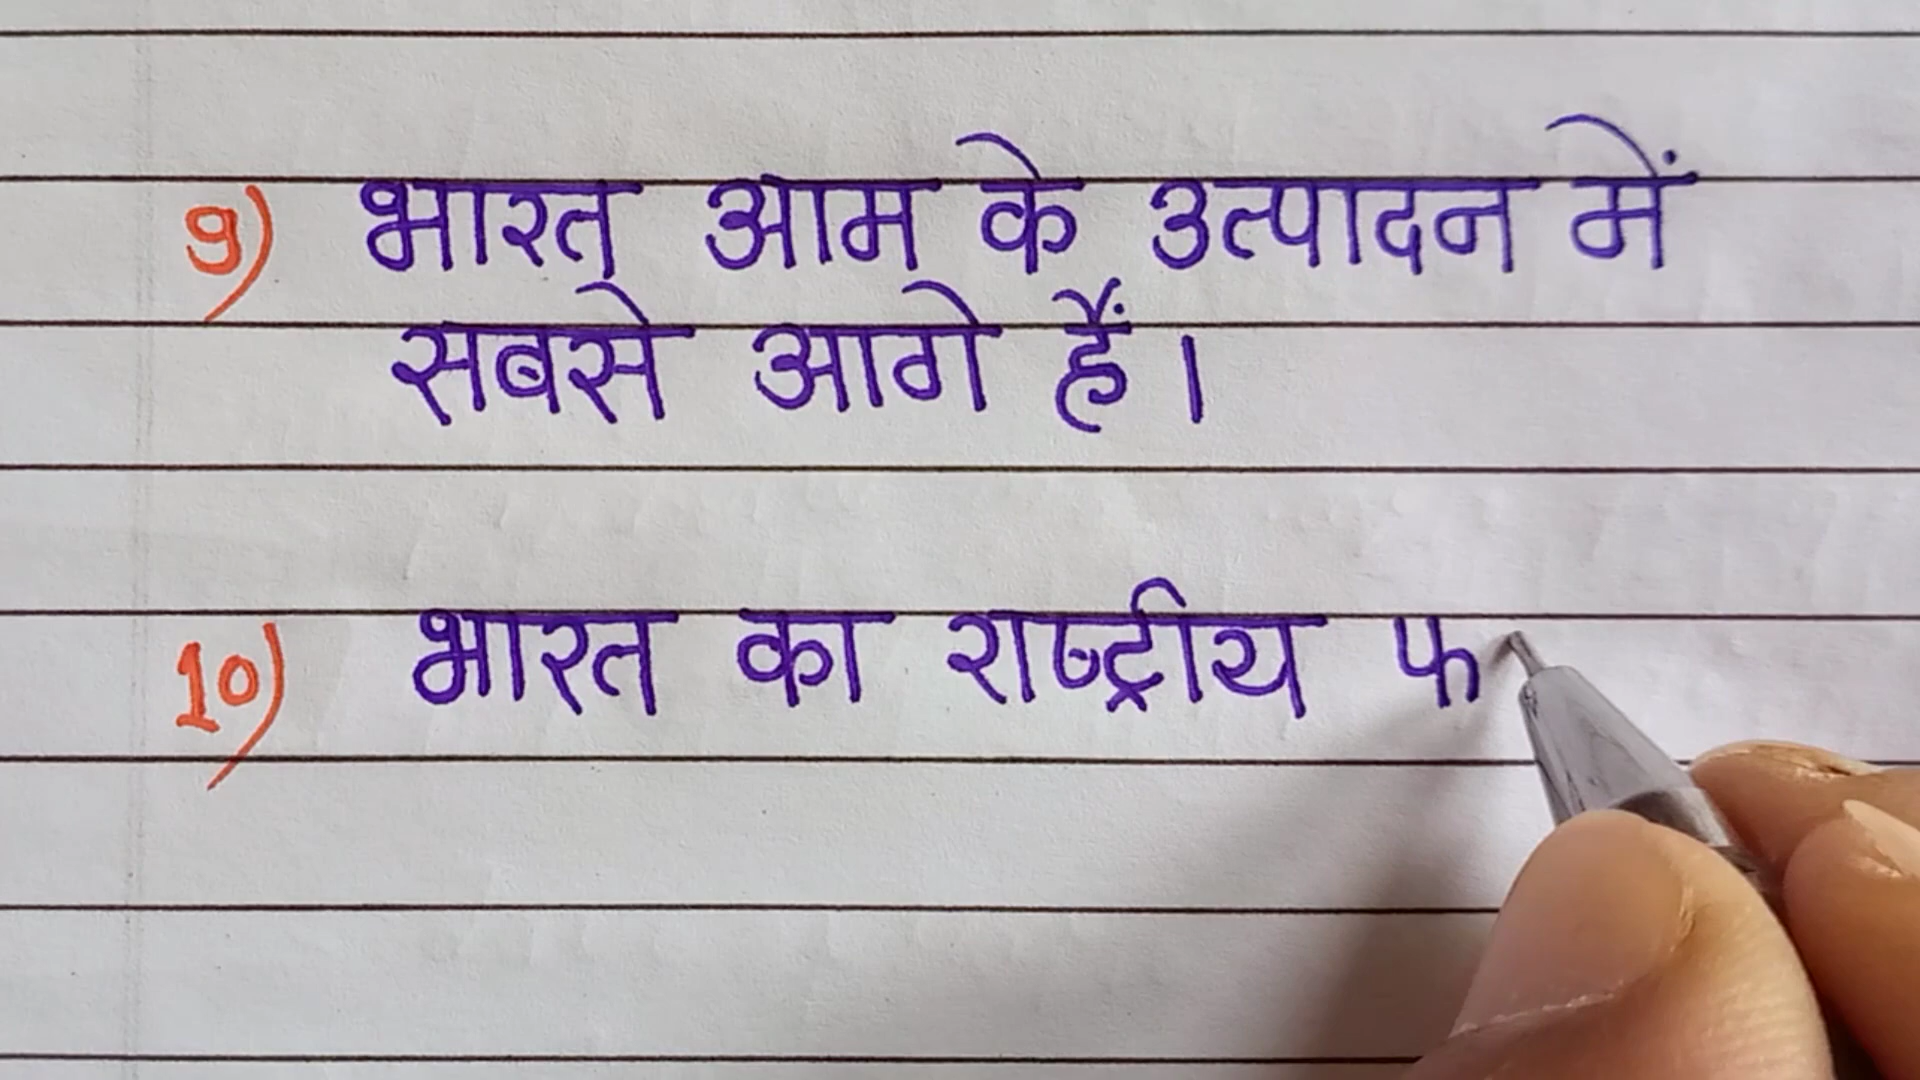 9) भारत आम के उत्पादन में
सबसे आगे हैं।
10) भारत का राष्ट्रीय फ